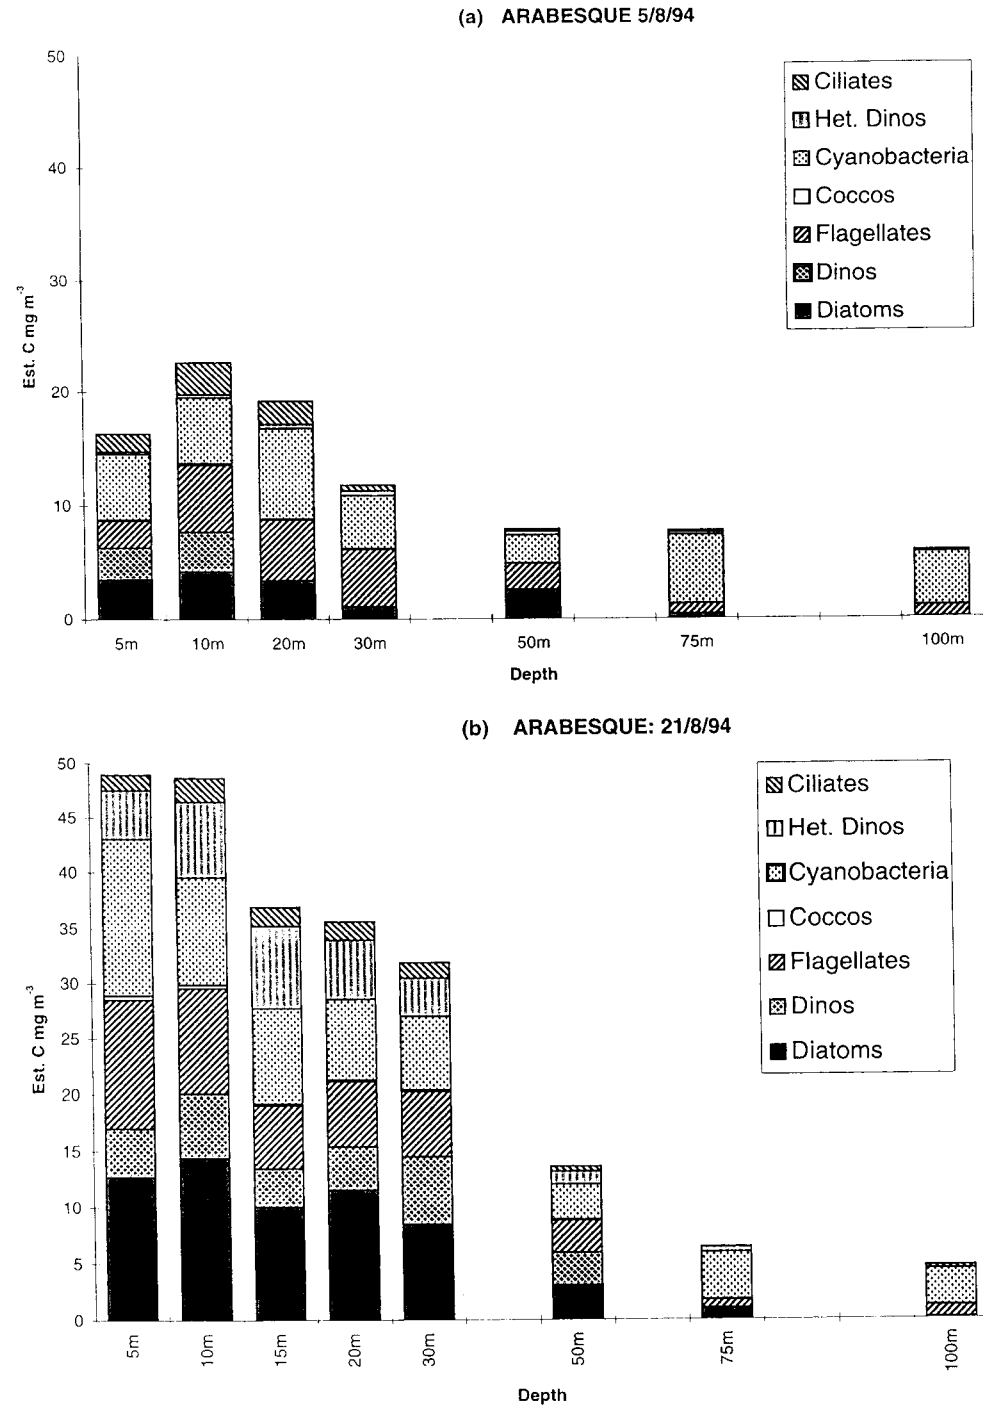 (a) ARABESQUE 5/8/94
50
40
30
20
10
0
Est. C mg m⁻³
Ciliates
Het. Dinos
Cyanobacteria
Coccos
Flagellates
Dinos
Diatoms
5m 10m 20m 30m 50m 75m 100m
Depth
(b) ARABESQUE: 21/8/94
50
45
40
35
30
25
20
15
10
5
0
Est. C mg m⁻³
Ciliates
Het. Dinos
Cyanobacteria
Coccos
Flagellates
Dinos
Diatoms
5m 10m 15m 20m 30m 50m 75m 100m
Depth